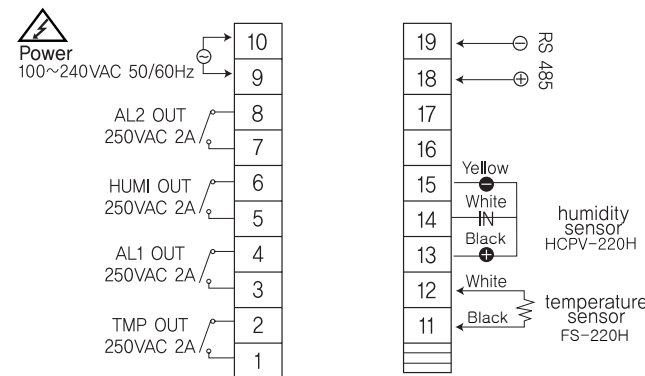 Power
100~240VAC 50/60Hz
10
9
AL2 OUT
250VAC 2A
8
7
HUMI OUT
250VAC 2A
6
5
AL1 OUT
250VAC 2A
4
3
TMP OUT
250VAC 2A
2
1
19
18
RS 485
17
16
15
Yellow
14
White
IN
13
Black
humidity
sensor
HCPV-220H
12
White
11
Black
temperature
sensor
FS-220H